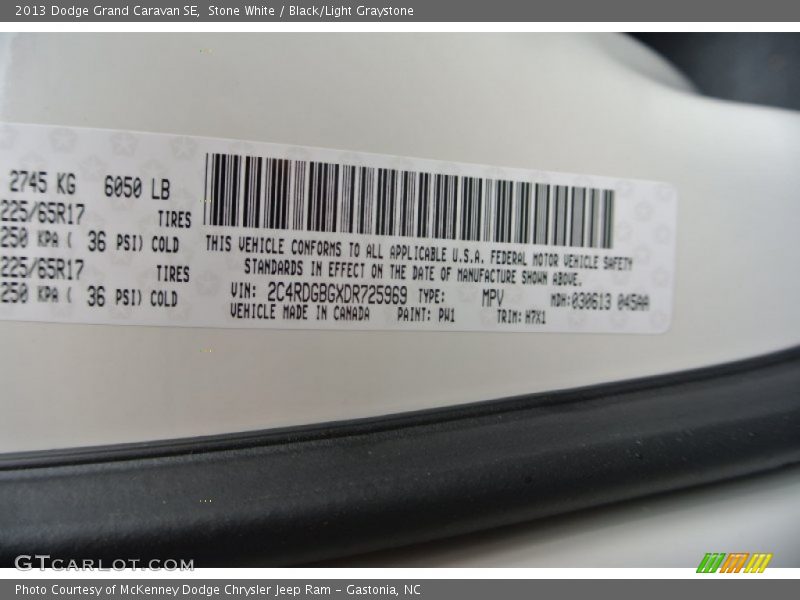 2013 Dodge Grand Caravan SE, Stone White / Black/Light Graystone
2745 KG 6050 LB
225/65R17 TIRES
250 KPA ( 36 PSI) COLD
225/65R17 TIRES
250 KPA ( 36 PSI) COLD
THIS VEHICLE CONFORMS TO ALL APPLICABLE U.S.A. FEDERAL MOTOR VEHICLE SAFETY
STANDARDS IN EFFECT ON THE DATE OF MANUFACTURE SHOWN ABOVE.
VIN: 2C4RDGBGXDR725969 TYPE: MPV MDH:030613 045AA
VEHICLE MADE IN CANADA PAINT: PW1 TRIM: H7X1
GTCARLOT.COM
Photo Courtesy of McKenney Dodge Chrysler Jeep Ram – Gastonia, NC